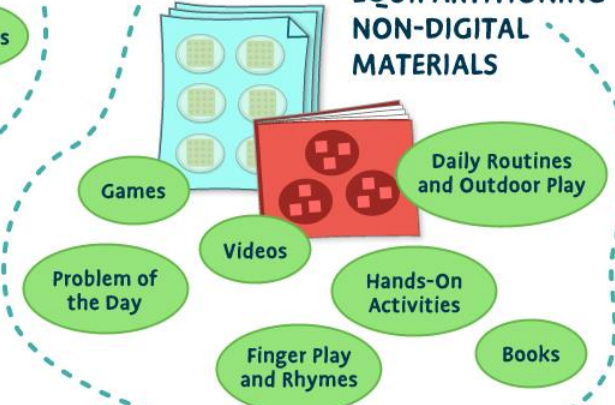 NON-DIGITAL
MATERIALS
Daily Routines
and Outdoor Play
Games
Videos
Problem of
the Day
Hands-On
Activities
Finger Play
and Rhymes
Books